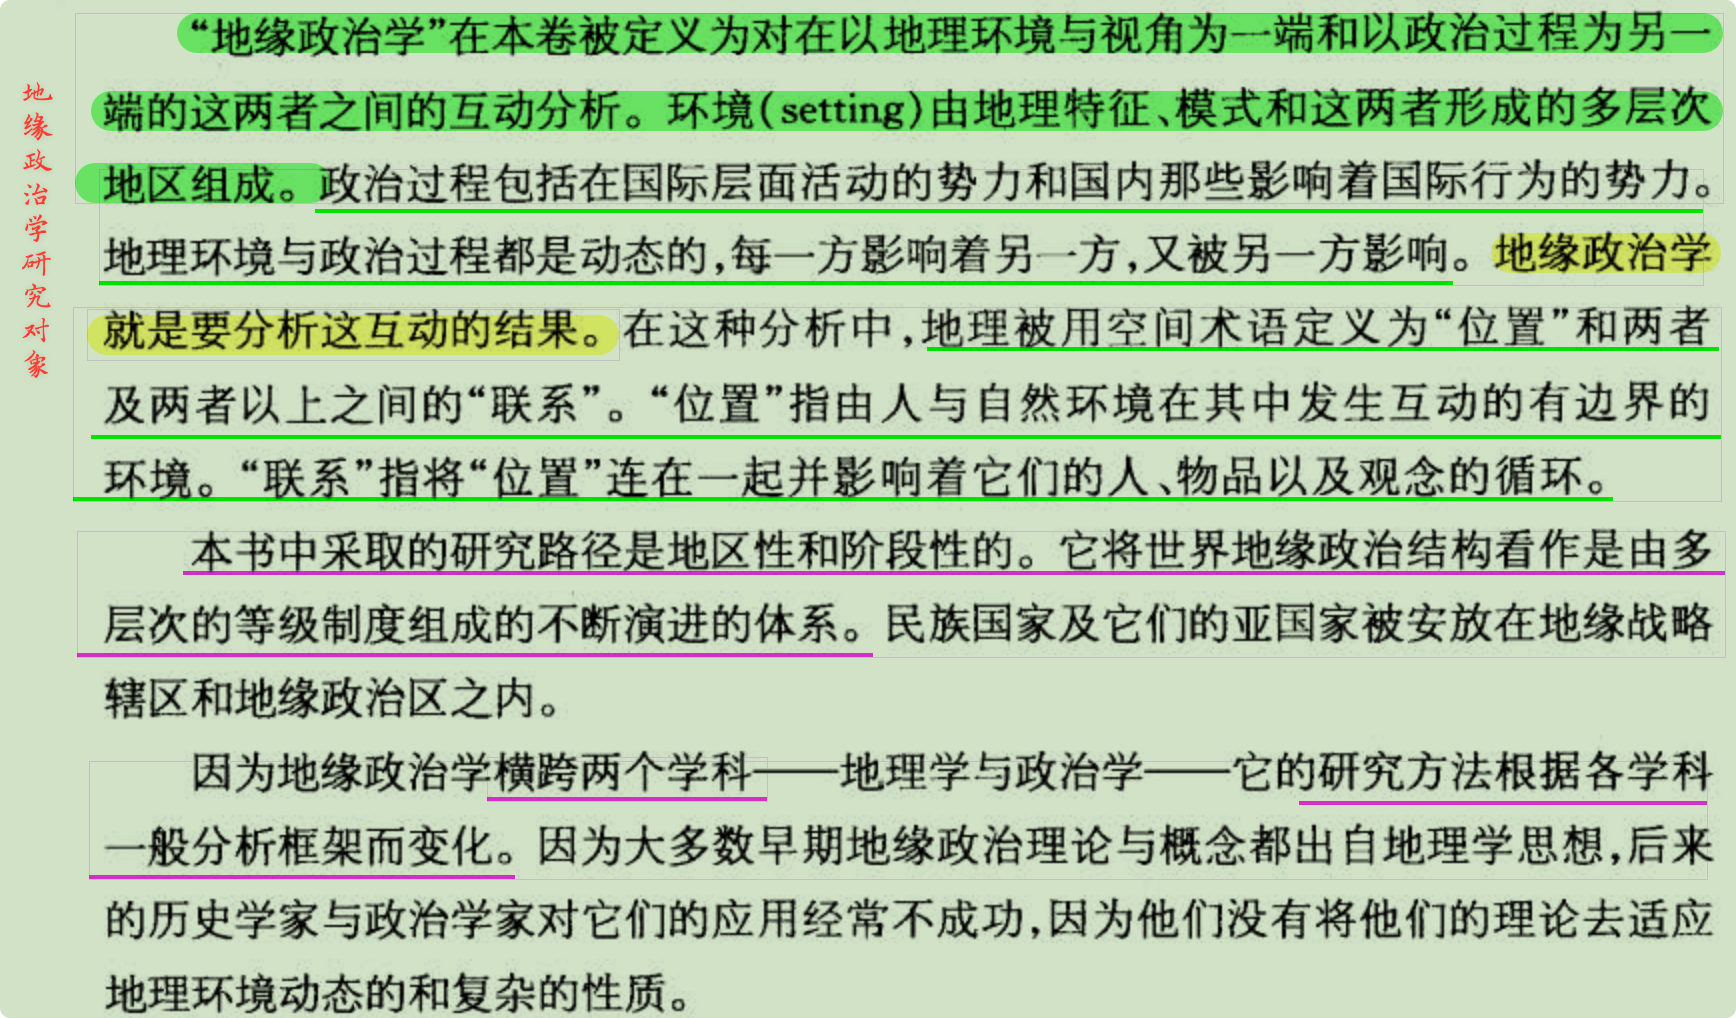 地缘政治学研究对象
“地缘政治学”在本卷被定义为对在以地理环境与视角为一端和以政治过程为另一
端的这两者之间的互动分析。环境(setting)由地理特征、模式和这两者形成的多层次
地区组成。政治过程包括在国际层面活动的势力和国内那些影响着国际行为的势力。
地理环境与政治过程都是动态的,每一方影响着另一方,又被另一方影响。地缘政治学
就是要分析这互动的结果。在这种分析中,地理被用空间术语定义为“位置”和两者
及两者以上之间的“联系”。“位置”指由人与自然环境在其中发生互动的有边界的
环境。“联系”指将“位置”连在一起并影响着它们的人、物品以及观念的循环。
本书中采取的研究路径是地区性和阶段性的。它将世界地缘政治结构看作是由多
层次的等级制度组成的不断演进的体系。民族国家及它们的亚国家被安放在地缘战略
辖区和地缘政治区之内。
因为地缘政治学横跨两个学科——地理学与政治学——它的研究方法根据各学科
一般分析框架而变化。因为大多数早期地缘政治理论与概念都出自地理学思想,后来
的历史学家与政治学家对它们的应用经常不成功,因为他们没有将他们的理论去适应
地理环境动态的和复杂的性质。